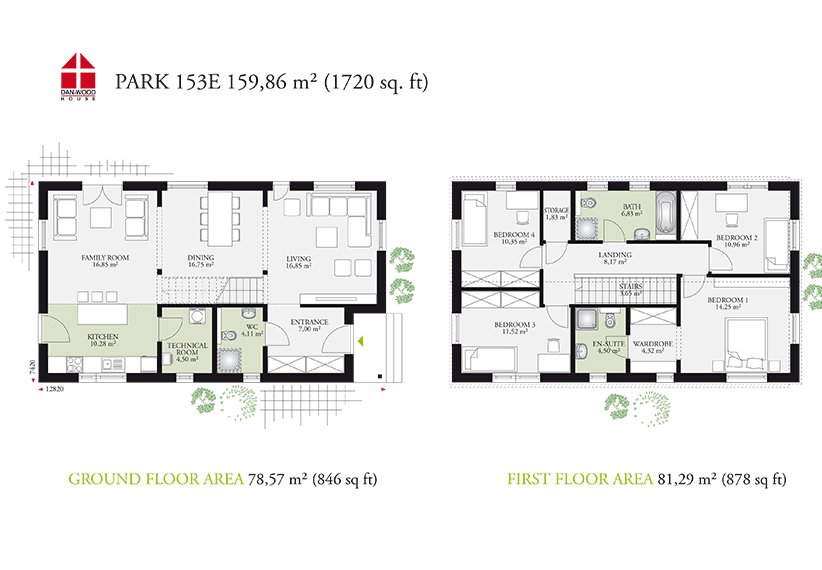 DAN-WOOD
HOUSE
PARK 153E 159,86 m² (1720 sq. ft)
FAMILY ROOM
16,85 m²
DINING
16,75 m²
LIVING
16,85 m²
KITCHEN
10,28 m²
TECHNICAL
ROOM
4,50 m²
WC
4,11 m²
ENTRANCE
7,00 m²
7420
12820
BEDROOM 4
10,35 m²
STORAGE
1,83 m²
BATH
6,83 m²
BEDROOM 2
10,96 m²
LANDING
8,17 m²
STAIRS
3,65 m²
BEDROOM 1
14,25 m²
BEDROOM 3
11,52 m²
EN-SUITE
4,50 m²
WARDROBE
4,32 m²
GROUND FLOOR AREA 78,57 m² (846 sq ft)
FIRST FLOOR AREA 81,29 m² (878 sq ft)